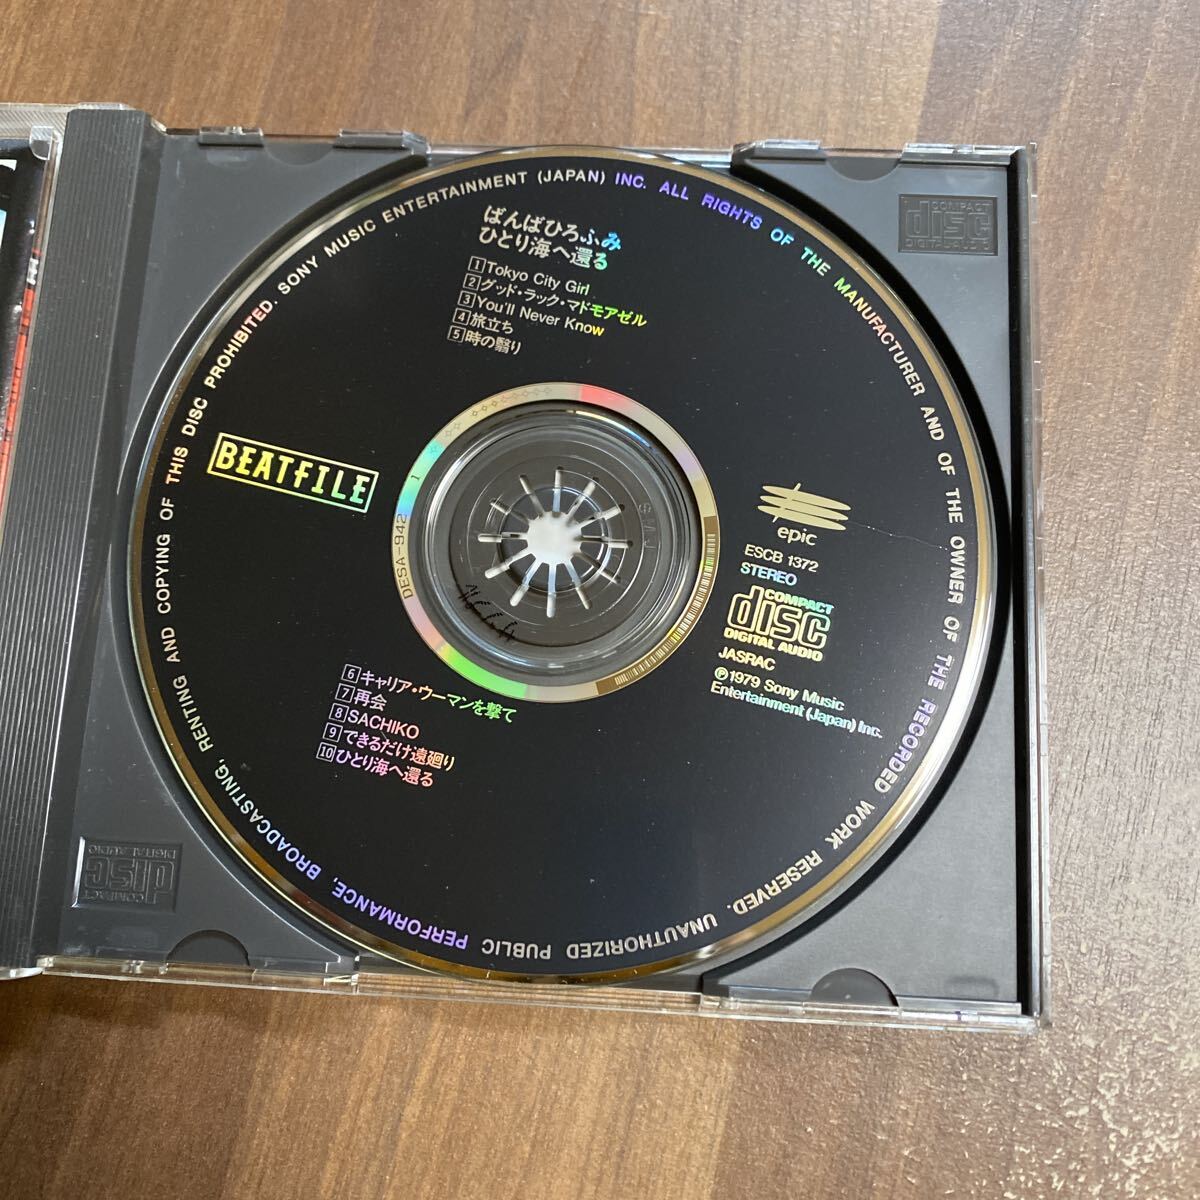 SONY MUSIC ENTERTAINMENT (JAPAN) INC. ALL RIGHTS OF THE MANUFACTURER AND OF THE OWNER OF THE RECORDED WORK RESERVED. UNAUTHORIZED PUBLIC PERFORMANCE, BROADCASTING, RENTING AND COPYING OF THIS DISC PROHIBITED.
ばんばひろふみ
ひとり海へ還る
1 Tokyo City Girl
2 グッド・ラック・マドモアゼル
3 You'll Never Know
4 旅立ち
5 時の翳り
BEATFILE
DESA-942 1
epic
ESCB 1372
STEREO
COMPACT
disc
DIGITAL AUDIO
JASRAC
℗1979 Sony Music
Entertainment (Japan) Inc.
6 キャリア・ウーマンを撃て
7 再会
8 SACHIKO
9 できるだけ遠廻り
10 ひとり海へ還る
COMPACT
disc
DIGITAL AUDIO
COMPACT
disc
DIGITAL AUDIO